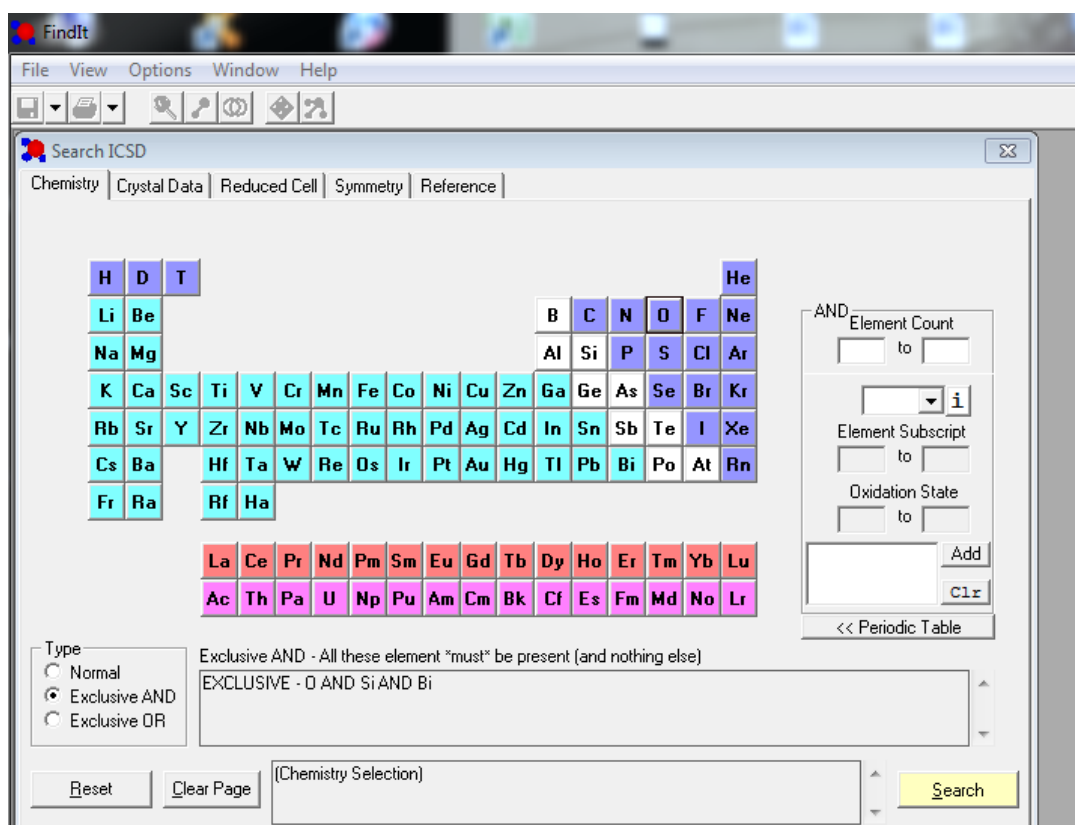 FindIt
File View Options Window Help
Search ICSD
Chemistry Crystal Data Reduced Cell Symmetry Reference
H D T He
Li Be B C N O F Ne
Na Mg Al Si P S Cl Ar
K Ca Sc Ti V Cr Mn Fe Co Ni Cu Zn Ga Ge As Se Br Kr
Rb Sr Y Zr Nb Mo Tc Ru Rh Pd Ag Cd In Sn Sb Te I Xe
Cs Ba Hf Ta W Re Os Ir Pt Au Hg Tl Pb Bi Po At Rn
Fr Ra Rf Ha
La Ce Pr Nd Pm Sm Eu Gd Tb Dy Ho Er Tm Yb Lu
Ac Th Pa U Np Pu Am Cm Bk Cf Es Fm Md No Lr
AND
Element Count
to
i
Element Subscript
to
Oxidation State
to
Add
Clr
<< Periodic Table
Type
Normal
Exclusive AND
Exclusive OR
Exclusive AND - All these element *must* be present (and nothing else)
EXCLUSIVE - O AND Si AND Bi
Reset Clear Page
(Chemistry Selection)
Search